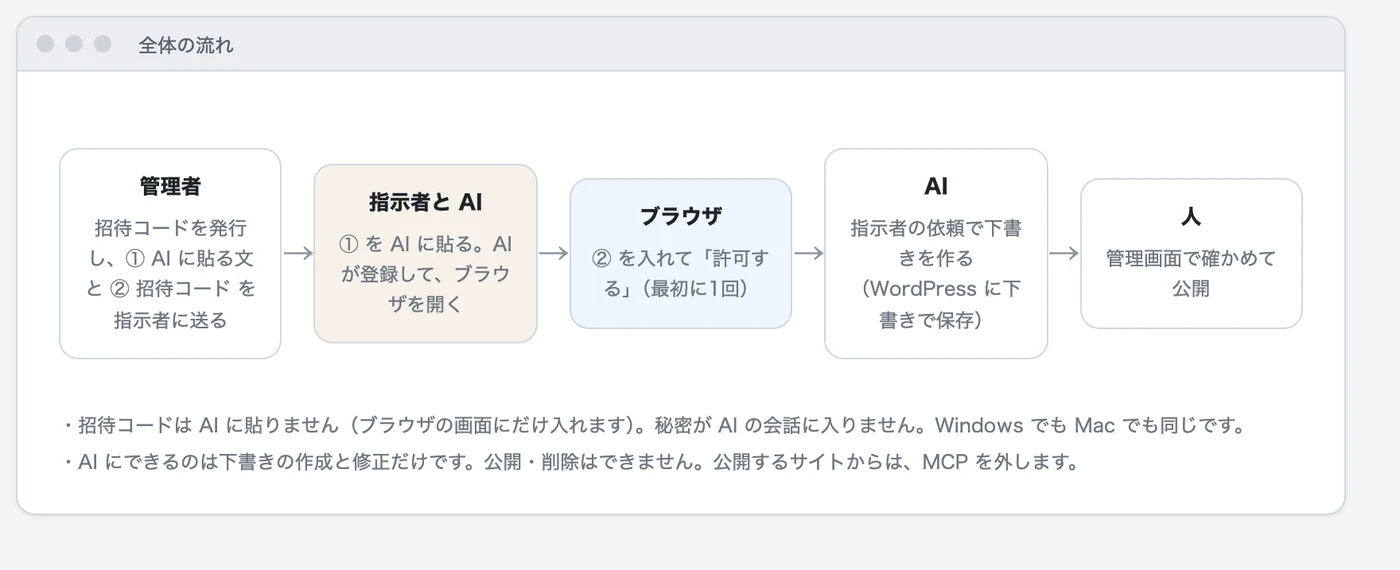 全体の流れ
管理者
招待コードを発行
し、① AI に貼る文
と ② 招待コード を
指示者に送る
指示者と AI
① を AI に貼る。AI
が登録して、ブラウ
ザを開く
ブラウザ
② を入れて「許可す
る」（最初に1回）
AI
指示者の依頼で下書
きを作る
（WordPress に下
書きで保存）
人
管理画面で確かめて
公開
・招待コードは AI に貼りません（ブラウザの画面にだけ入れます）。秘密が AI の会話に入りません。Windows でも Mac でも同じです。
・AI にできるのは下書きの作成と修正だけです。公開・削除はできません。公開するサイトからは、MCP を外します。